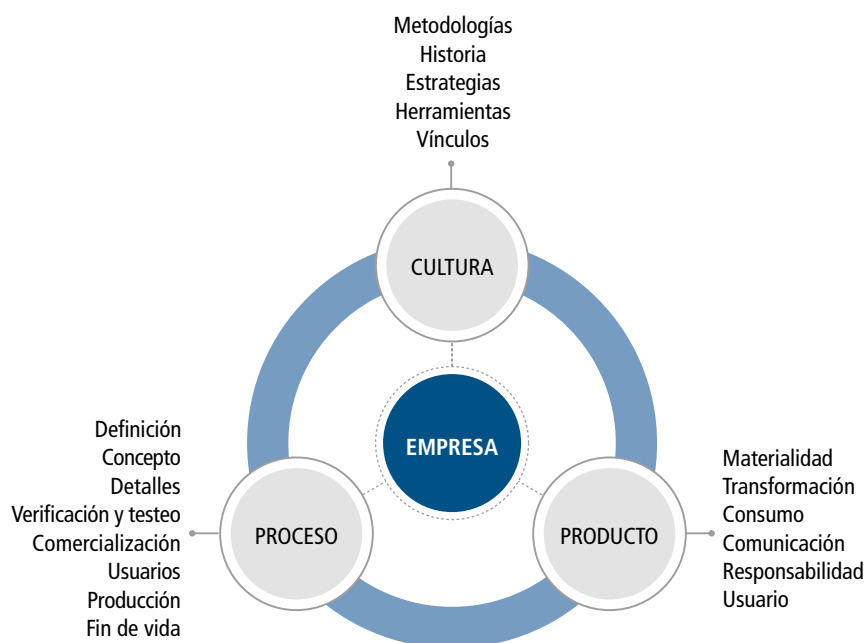 Metodologías
Historia
Estrategias
Herramientas
Vínculos
CULTURA
EMPRESA
Definición
Concepto
Detalles
Verificación y testeo
Comercialización
Usuarios
Producción
Fin de vida
PROCESO
PRODUCTO
Materialidad
Transformación
Consumo
Comunicación
Responsabilidad
Usuario